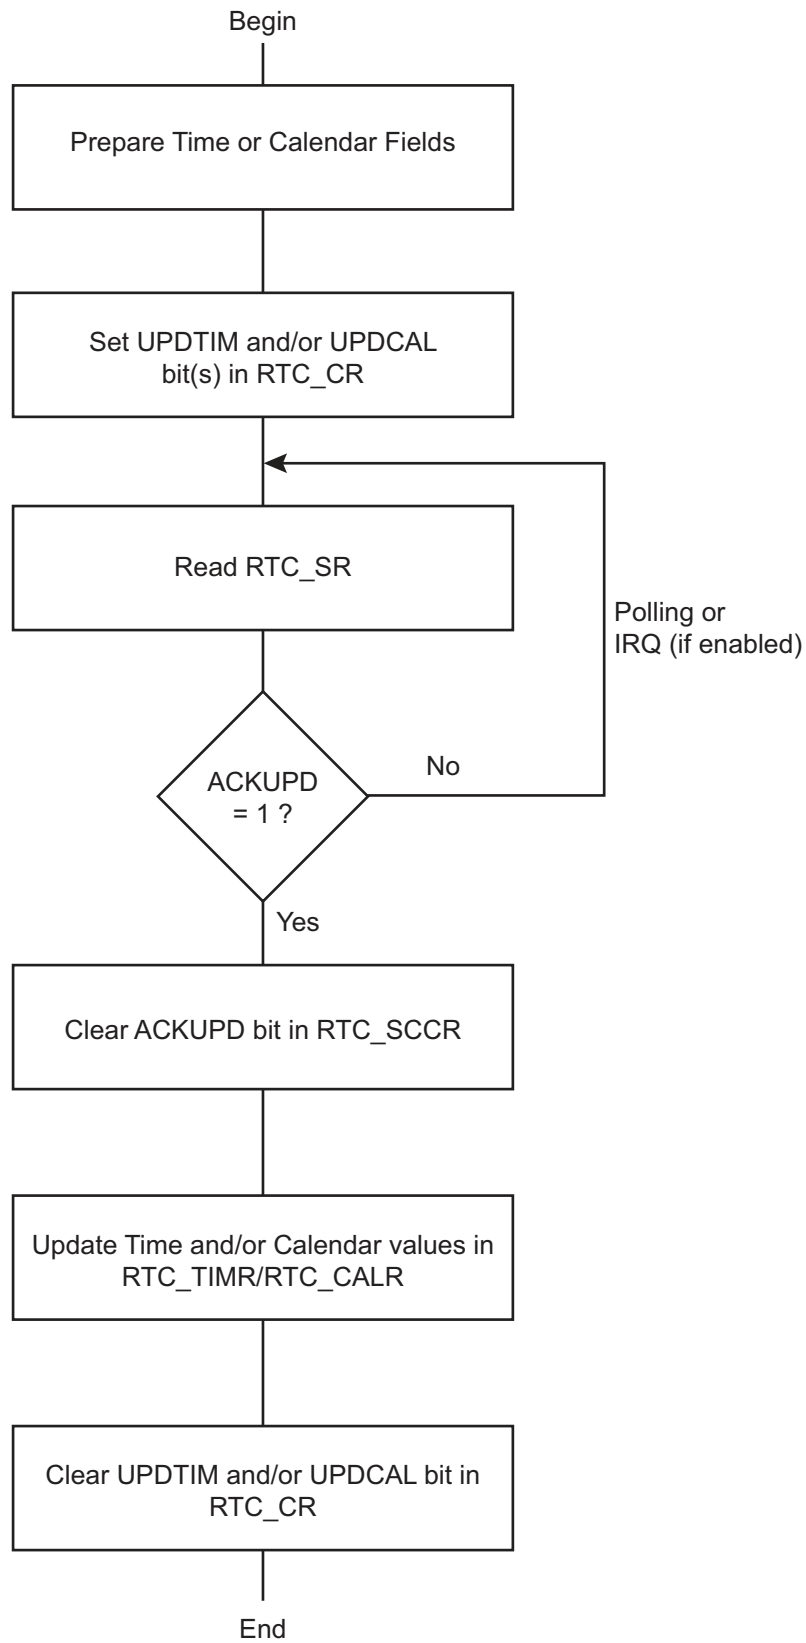 Begin
Prepare Time or Calendar Fields
Set UPDTIM and/or UPDCAL
bit(s) in RTC_CR
Read RTC_SR
Polling or
IRQ (if enabled)
No
ACKUPD
= 1 ?
Yes
Clear ACKUPD bit in RTC_SCCR
Update Time and/or Calendar values in
RTC_TIMR/RTC_CALR
Clear UPDTIM and/or UPDCAL bit in
RTC_CR
End